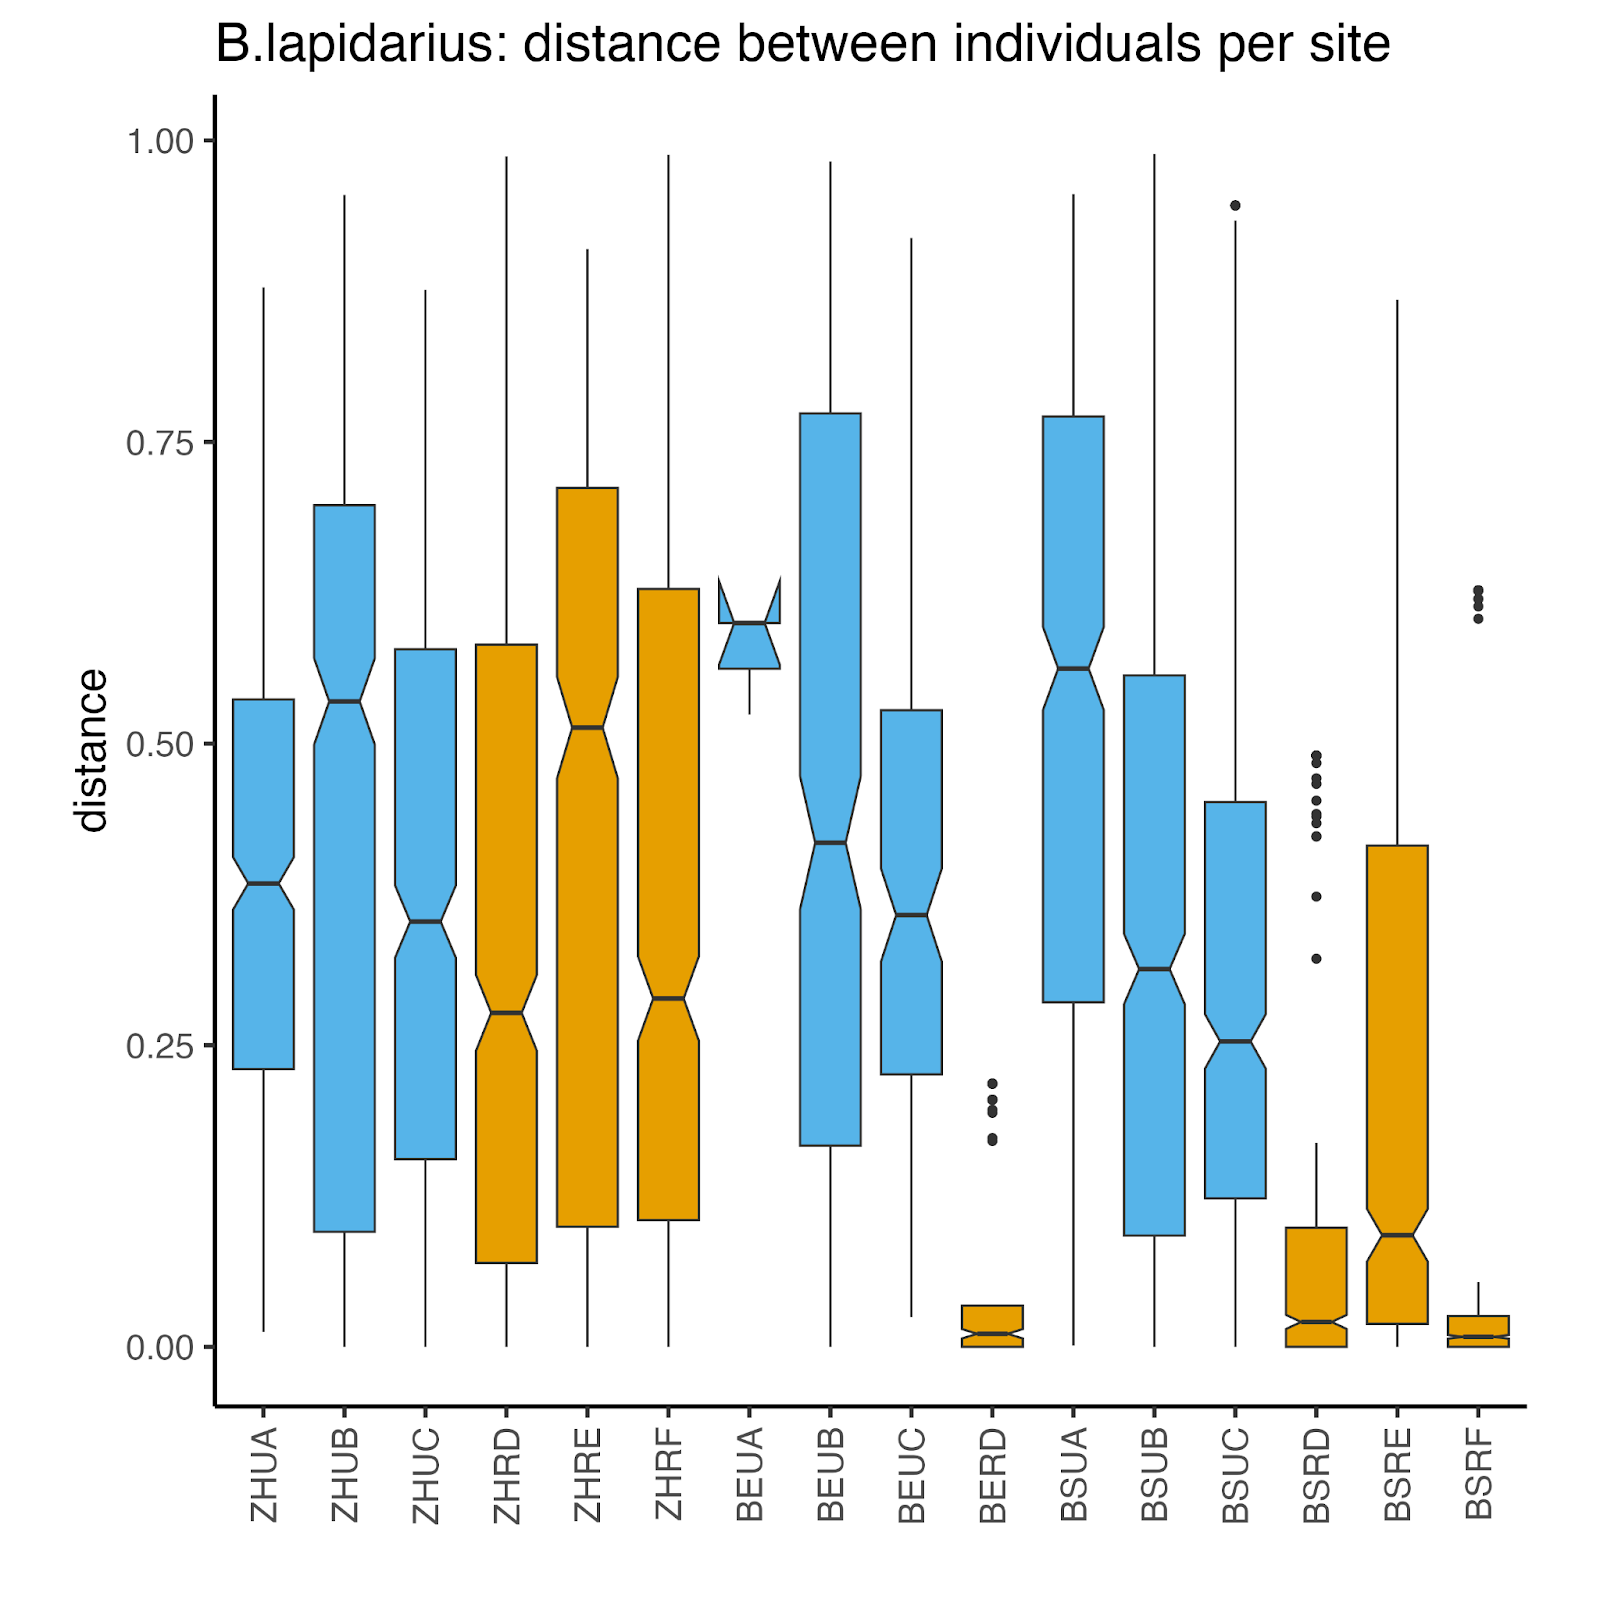 B.lapidarius: distance between individuals per site
1.00
0.75
0.50
0.25
0.00
distance
ZHUA
ZHUB
ZHUC
ZHRD
ZHRE
ZHRF
BEUA
BEUB
BEUC
BERD
BSUA
BSUB
BSUC
BSRD
BSRE
BSRF